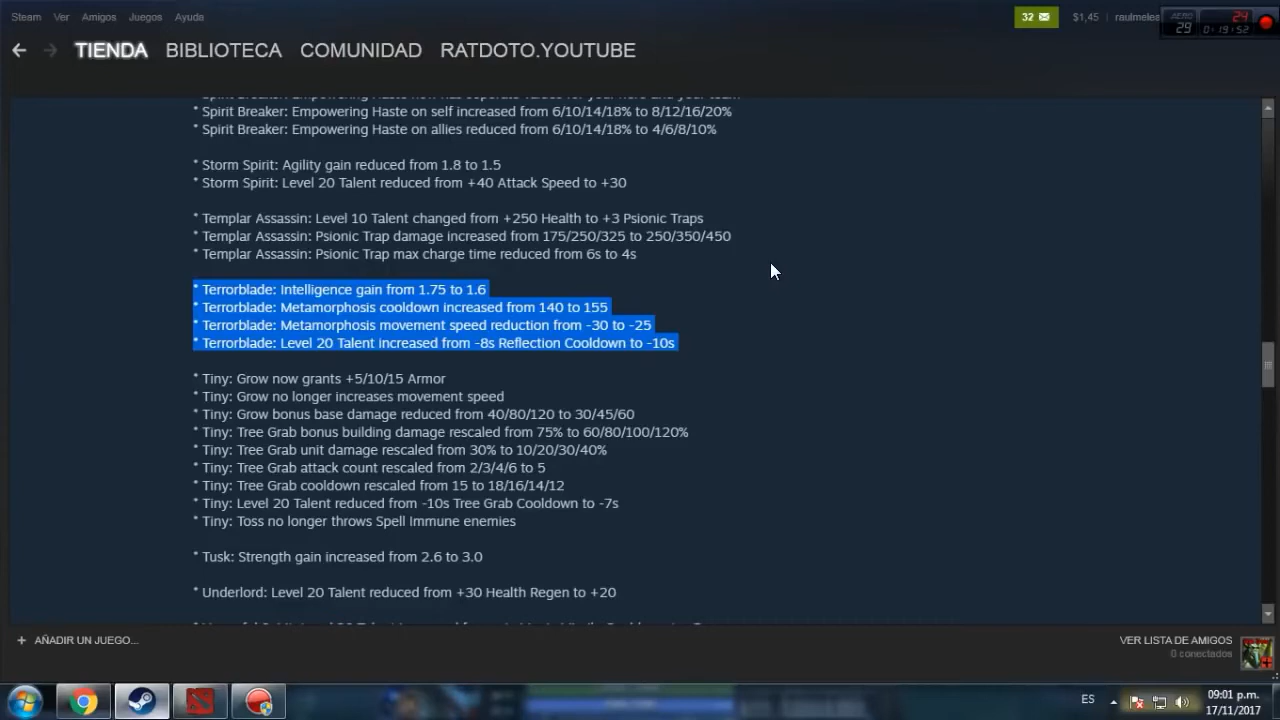 Steam Ver Amigos Juegos Ayuda
32 $1,45 raulmelea
24
29 0:19:52
TIENDA BIBLIOTECA COMUNIDAD RATDOTO.YOUTUBE
* Spirit Breaker: Empowering Haste on self increased from 6/10/14/18% to 8/12/16/20%
* Spirit Breaker: Empowering Haste on allies reduced from 6/10/14/18% to 4/6/8/10%
* Storm Spirit: Agility gain reduced from 1.8 to 1.5
* Storm Spirit: Level 20 Talent reduced from +40 Attack Speed to +30
* Templar Assassin: Level 10 Talent changed from +250 Health to +3 Psionic Traps
* Templar Assassin: Psionic Trap damage increased from 175/250/325 to 250/350/450
* Templar Assassin: Psionic Trap max charge time reduced from 6s to 4s
* Terrorblade: Intelligence gain from 1.75 to 1.6
* Terrorblade: Metamorphosis cooldown increased from 140 to 155
* Terrorblade: Metamorphosis movement speed reduction from -30 to -25
* Terrorblade: Level 20 Talent increased from -8s Reflection Cooldown to -10s
* Tiny: Grow now grants +5/10/15 Armor
* Tiny: Grow no longer increases movement speed
* Tiny: Grow bonus base damage reduced from 40/80/120 to 30/45/60
* Tiny: Tree Grab bonus building damage rescaled from 75% to 60/80/100/120%
* Tiny: Tree Grab unit damage rescaled from 30% to 10/20/30/40%
* Tiny: Tree Grab attack count rescaled from 2/3/4/6 to 5
* Tiny: Tree Grab cooldown rescaled from 15 to 18/16/14/12
* Tiny: Level 20 Talent reduced from -10s Tree Grab Cooldown to -7s
* Tiny: Toss no longer throws Spell Immune enemies
* Tusk: Strength gain increased from 2.6 to 3.0
* Underlord: Level 20 Talent reduced from +30 Health Regen to +20
+ AÑADIR UN JUEGO...
VER LISTA DE AMIGOS
0 conectados
ES
09:01 p.m.
17/11/2017